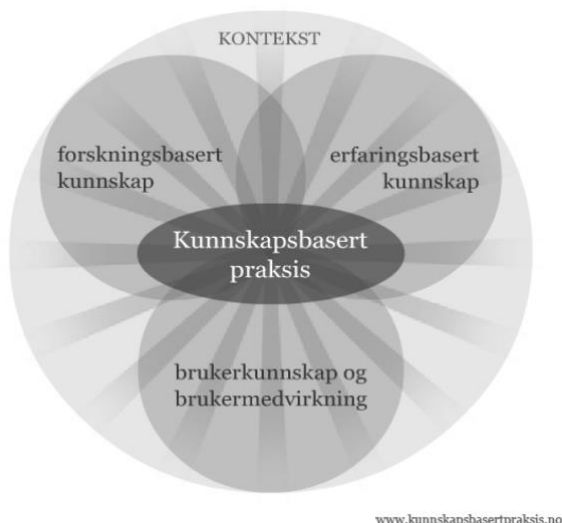 KONTEKST
forskningsbasert
kunnskap
erfaringsbasert
kunnskap
Kunnskapsbasert
praksis
brukerkunnskap og
brukermedvirkning
www.kunnskapsbasertpraksis.no